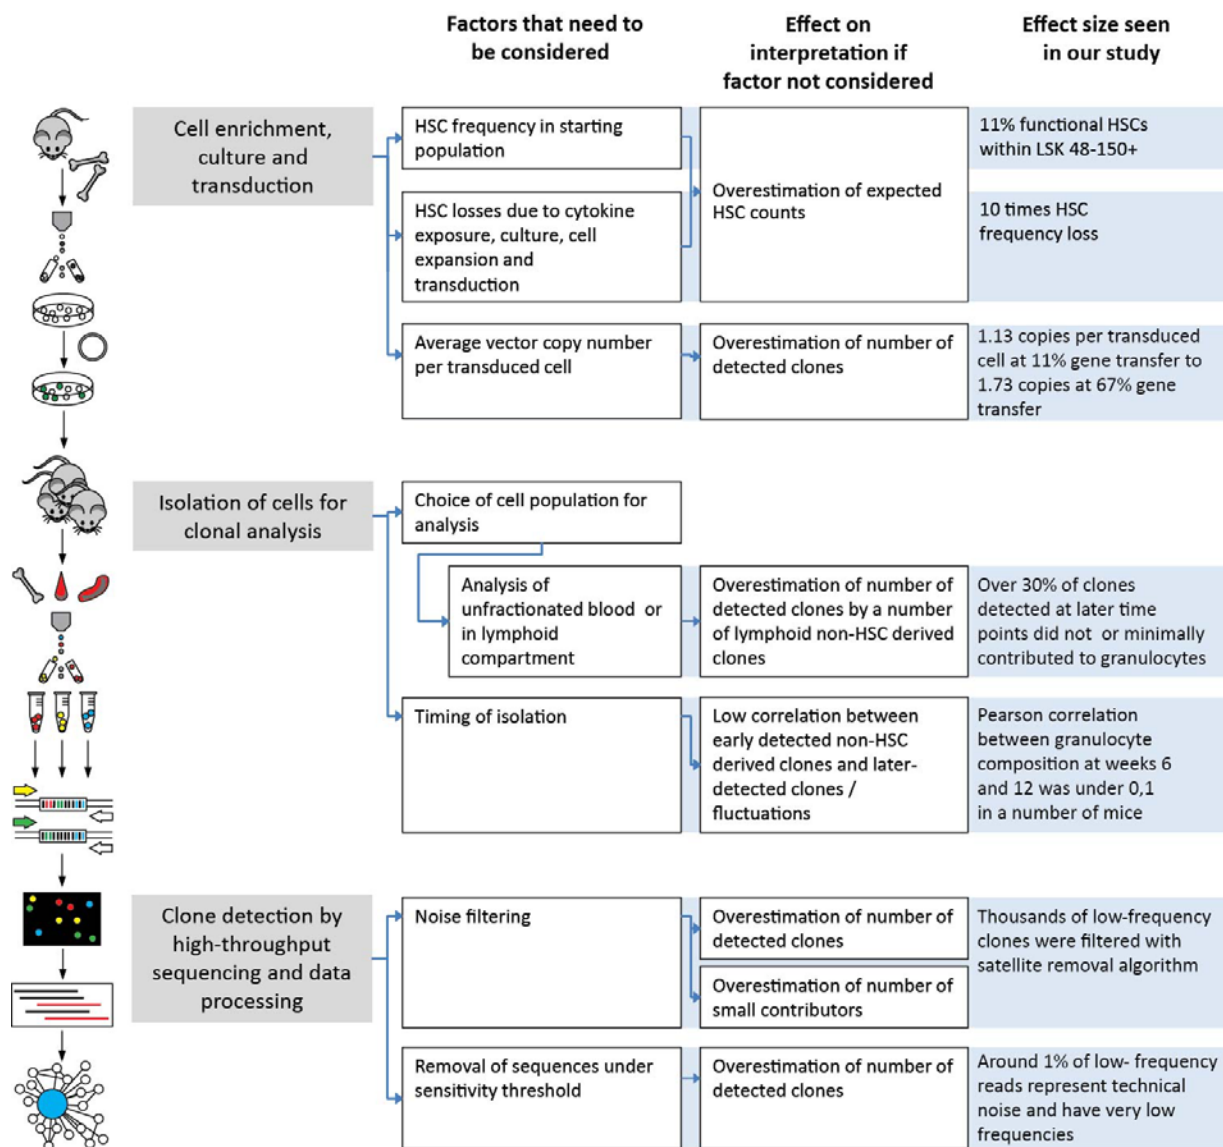 Factors that need to
be considered
Effect on
interpretation if
factor not considered
Effect size seen
in our study
Cell enrichment,
culture and
transduction
HSC frequency in starting
population
HSC losses due to cytokine
exposure, culture, cell
expansion and
transduction
Overestimation of expected
HSC counts
11% functional HSCs
within LSK 48-150+
10 times HSC
frequency loss
Average vector copy number
per transduced cell
Overestimation of number of
detected clones
1.13 copies per transduced
cell at 11% gene transfer to
1.73 copies at 67% gene
transfer
Isolation of cells for
clonal analysis
Choice of cell population for
analysis
Analysis of
unfractionated blood or
in lymphoid
compartment
Overestimation of number of
detected clones by a number
of lymphoid non-HSC derived
clones
Over 30% of clones
detected at later time
points did not or minimally
contributed to granulocytes
Timing of isolation
Low correlation between
early detected non-HSC
derived clones and later-
detected clones /
fluctuations
Pearson correlation
between granulocyte
composition at weeks 6
and 12 was under 0,1
in a number of mice
Clone detection by
high-throughput
sequencing and data
processing
Noise filtering
Overestimation of number of
detected clones
Overestimation of number of
small contributors
Thousands of low-frequency
clones were filtered with
satellite removal algorithm
Removal of sequences under
sensitivity threshold
Overestimation of number of
detected clones
Around 1% of low- frequency
reads represent technical
noise and have very low
frequencies